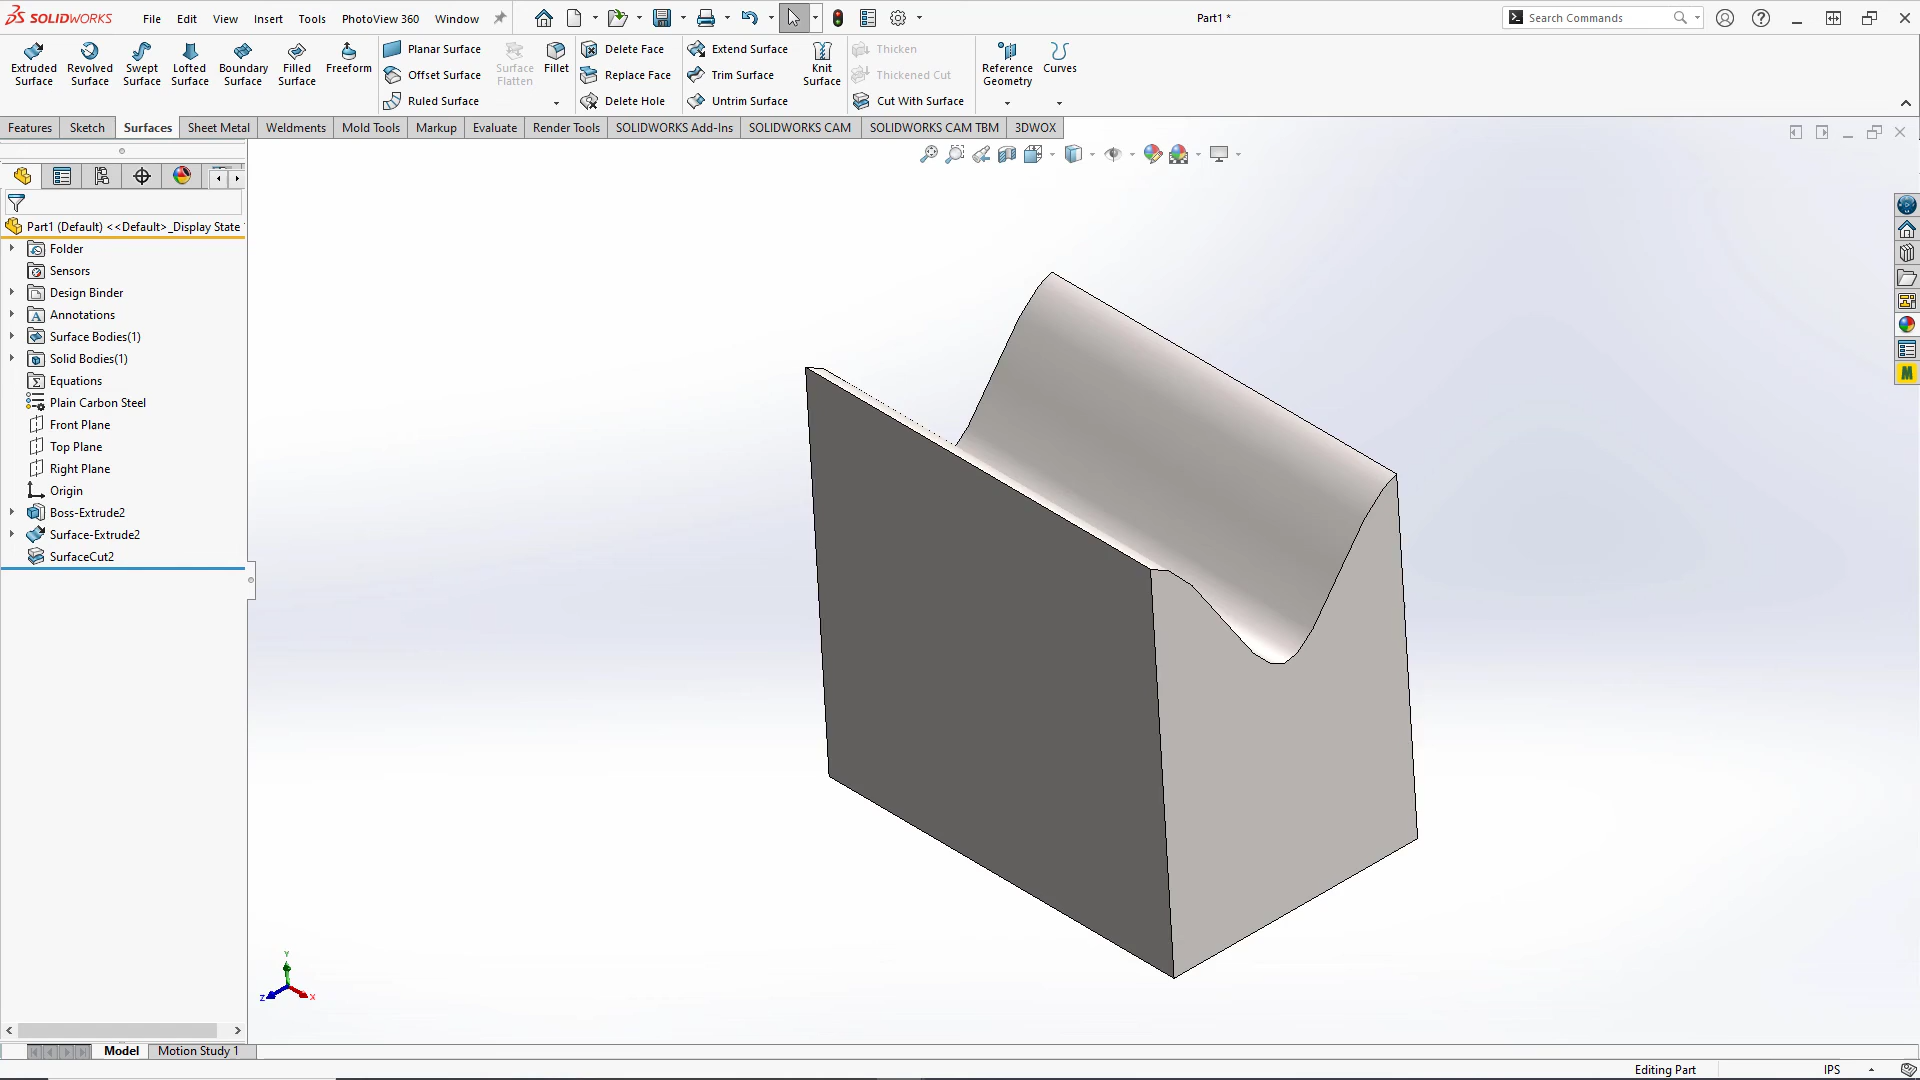 SOLIDWORKS File Edit View Insert Tools PhotoView 360 Window Part1 * Search Commands
Extruded Surface Revolved Surface Swept Surface Lofted Surface Boundary Surface Filled Surface Freeform
Planar Surface
Offset Surface
Ruled Surface
Surface Flatten Fillet
Delete Face
Replace Face
Delete Hole
Extend Surface
Trim Surface
Untrim Surface
Knit Surface
Thicken
Thickened Cut
Cut With Surface
Reference Geometry Curves
Features Sketch Surfaces Sheet Metal Weldments Mold Tools Markup Evaluate Render Tools SOLIDWORKS Add-Ins SOLIDWORKS CAM SOLIDWORKS CAM TBM 3DWOX
Part1 (Default) <<Default>_Display State
Folder
Sensors
Design Binder
Annotations
Surface Bodies(1)
Solid Bodies(1)
Equations
Plain Carbon Steel
Front Plane
Top Plane
Right Plane
Origin
Boss-Extrude2
Surface-Extrude2
SurfaceCut2
M
Y
Z X
Model Motion Study 1
Editing Part IPS